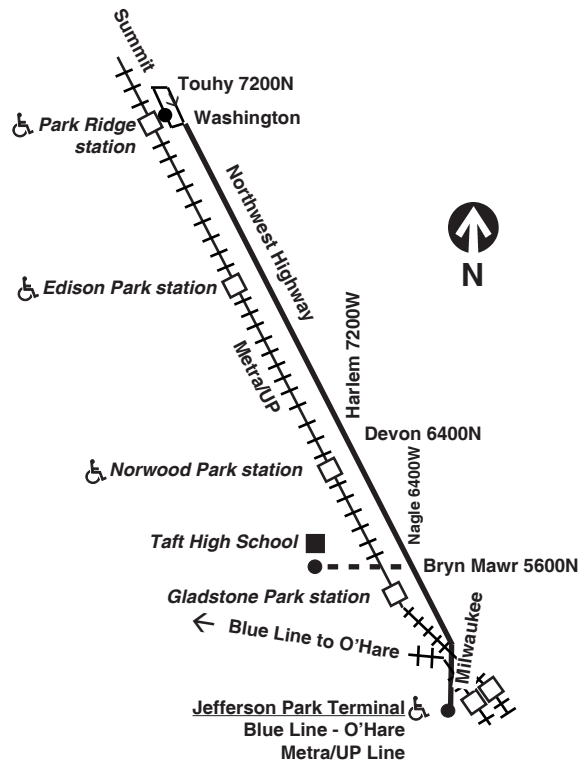 Summit
Touhy 7200N
Washington
Park Ridge
station
Northwest Highway
N
Edison Park station
Metra/UP
Harlem 7200W
Devon 6400N
Norwood Park station
Nagle 6400W
Taft High School
Bryn Mawr 5600N
Gladstone Park station
Blue Line to O'Hare
Milwaukee
Jefferson Park Terminal
Blue Line - O'Hare
Metra/UP Line